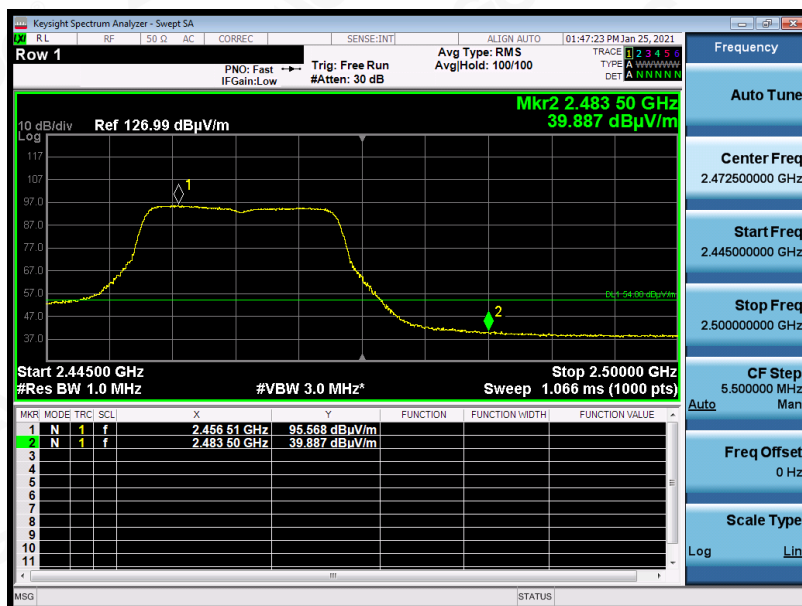 Keysight Spectrum Analyzer - Swept SA
LXI RL RF 50 Ω AC CORREC SENSE:INT ALIGN AUTO 01:47:23 PM Jan 25, 2021
Row 1
PNO: Fast
IFGain:Low
Trig: Free Run
#Atten: 30 dB
Avg Type: RMS
Avg|Hold: 100/100
TRACE 1 2 3 4 5 6
TYPE A WWWWW
DET A N N N N N
Mkr2 2.483 50 GHz
39.887 dBµV/m
10 dB/div Ref 126.99 dBµV/m
Log
117
107
97.0
87.0
77.0
67.0
57.0
47.0
37.0
1
2
DL1 54.00 dBµV/m
Start 2.44500 GHz Stop 2.50000 GHz
#Res BW 1.0 MHz #VBW 3.0 MHz* Sweep 1.066 ms (1000 pts)
MKR MODE TRC SCL X Y FUNCTION FUNCTION WIDTH FUNCTION VALUE
1 N 1 f 2.456 51 GHz 95.568 dBµV/m
2 N 1 f 2.483 50 GHz 39.887 dBµV/m
3
4
5
6
7
8
9
10
11
MSG STATUS
Frequency
Auto Tune
Center Freq
2.472500000 GHz
Start Freq
2.445000000 GHz
Stop Freq
2.500000000 GHz
CF Step
5.500000 MHz
Auto Man
Freq Offset
0 Hz
Scale Type
Log Lin